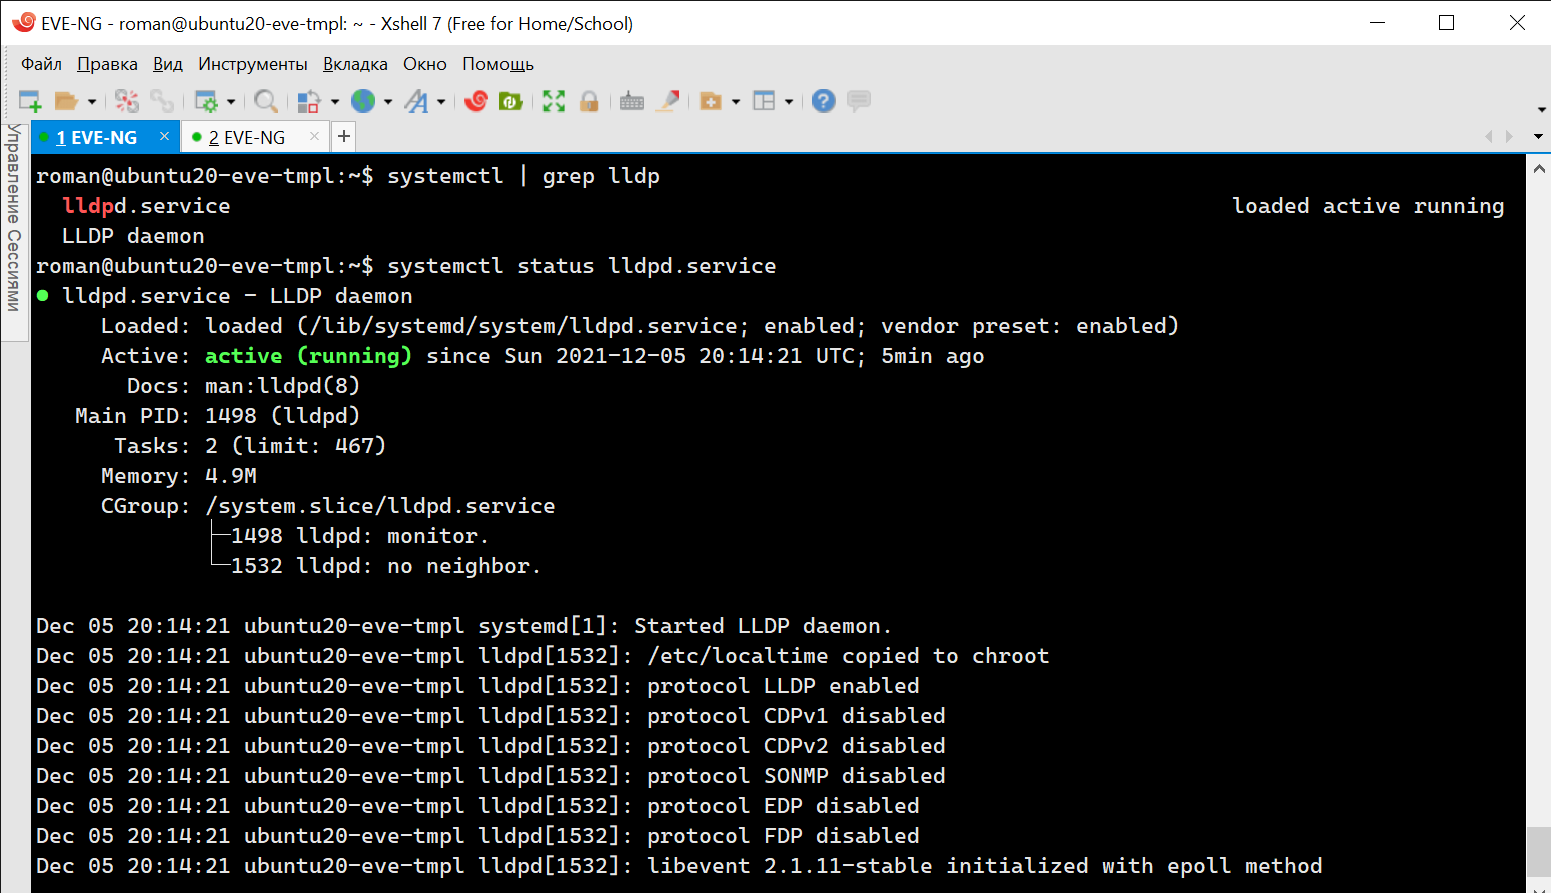 EVE-NG - roman@ubuntu20-eve-tmpl: ~ - Xshell 7 (Free for Home/School)
Файл Правка Вид Инструменты Вкладка Окно Помощь
1 EVE-NG × 2 EVE-NG × +
Управление Сессиями
roman@ubuntu20-eve-tmpl:~$ systemctl | grep lldp
lldpd.service loaded active running
LLDP daemon
roman@ubuntu20-eve-tmpl:~$ systemctl status lldpd.service
● lldpd.service - LLDP daemon
Loaded: loaded (/lib/systemd/system/lldpd.service; enabled; vendor preset: enabled)
Active: active (running) since Sun 2021-12-05 20:14:21 UTC; 5min ago
Docs: man:lldpd(8)
Main PID: 1498 (lldpd)
Tasks: 2 (limit: 467)
Memory: 4.9M
CGroup: /system.slice/lldpd.service
├─1498 lldpd: monitor.
└─1532 lldpd: no neighbor.
Dec 05 20:14:21 ubuntu20-eve-tmpl systemd[1]: Started LLDP daemon.
Dec 05 20:14:21 ubuntu20-eve-tmpl lldpd[1532]: /etc/localtime copied to chroot
Dec 05 20:14:21 ubuntu20-eve-tmpl lldpd[1532]: protocol LLDP enabled
Dec 05 20:14:21 ubuntu20-eve-tmpl lldpd[1532]: protocol CDPv1 disabled
Dec 05 20:14:21 ubuntu20-eve-tmpl lldpd[1532]: protocol CDPv2 disabled
Dec 05 20:14:21 ubuntu20-eve-tmpl lldpd[1532]: protocol SONMP disabled
Dec 05 20:14:21 ubuntu20-eve-tmpl lldpd[1532]: protocol EDP disabled
Dec 05 20:14:21 ubuntu20-eve-tmpl lldpd[1532]: protocol FDP disabled
Dec 05 20:14:21 ubuntu20-eve-tmpl lldpd[1532]: libevent 2.1.11-stable initialized with epoll method